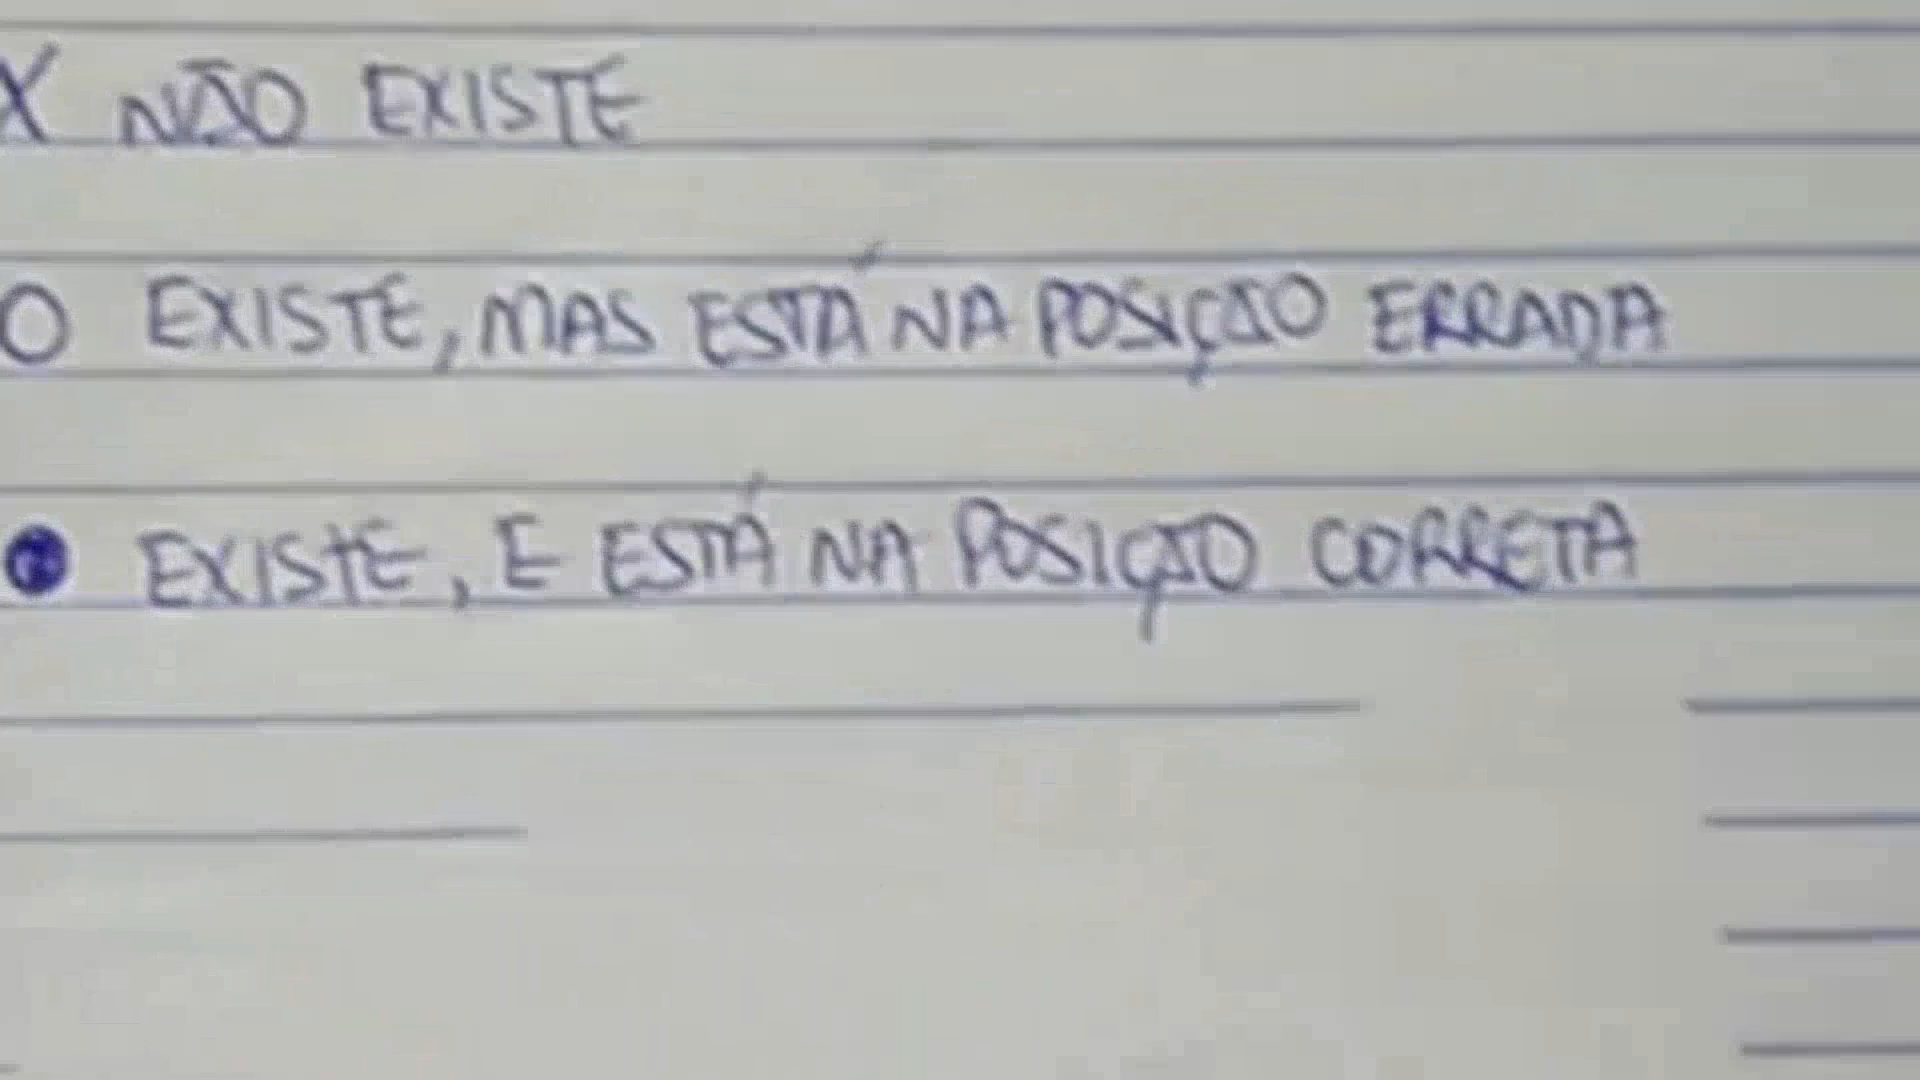 X NÃO EXISTE
O EXISTE, MAS ESTÁ NA POSIÇÃO ERRADA
● EXISTE, E ESTÁ NA POSIÇÃO CORRETA